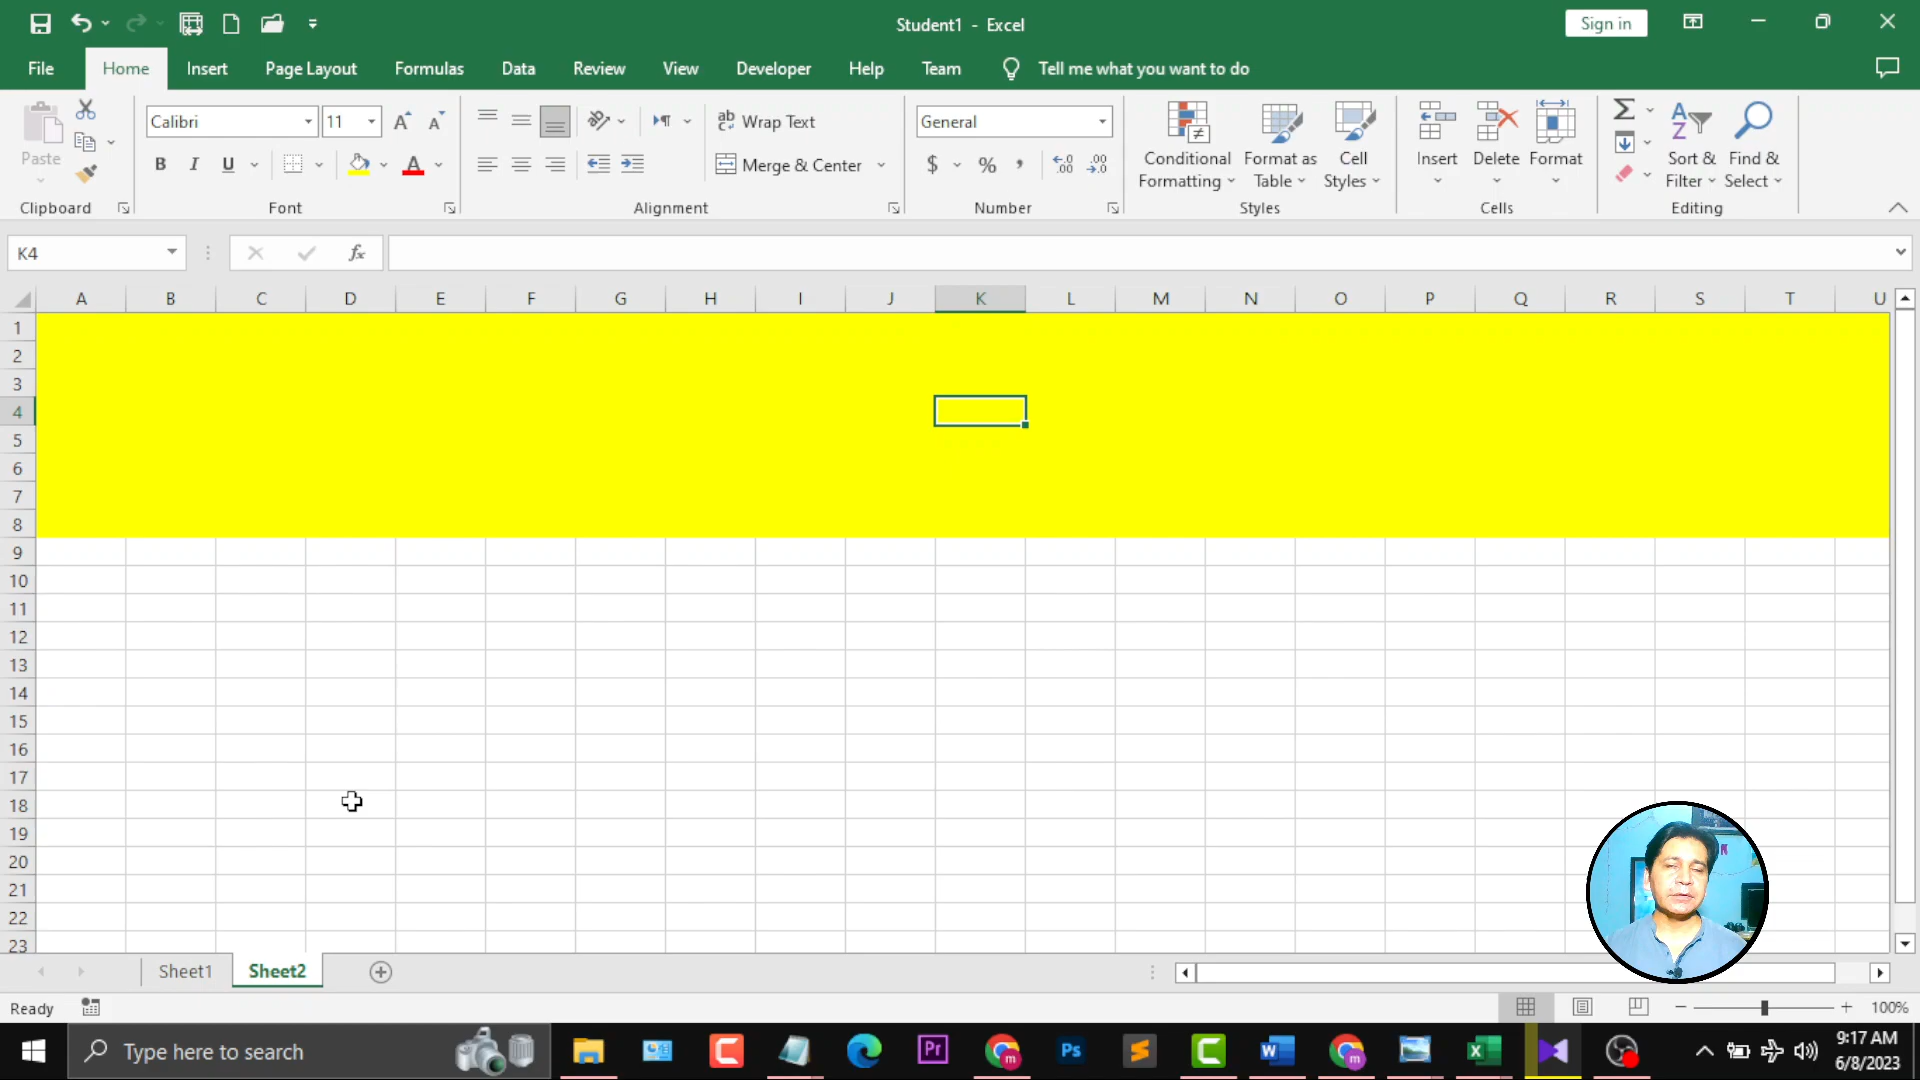 Student1 - Excel
Sign in
File Home Insert Page Layout Formulas Data Review View Developer Help Team Tell me what you want to do
Paste
Clipboard
Calibri 11
B I U A
Font
ab Wrap Text
Merge & Center
Alignment
General
$ % ,
Number
Conditional Formatting
Format as Table
Cell Styles
Styles
Insert Delete Format
Cells
Sort & Filter
Find & Select
Editing
K4 fx
A B C D E F G H I J K L M N O P Q R S T U
1
2
3
4
5
6
7
8
9
10
11
12
13
14
15
16
17
18
19
20
21
22
23
Sheet1 Sheet2
Ready 100%
Type here to search
Pr
Ps
9:17 AM
6/8/2023